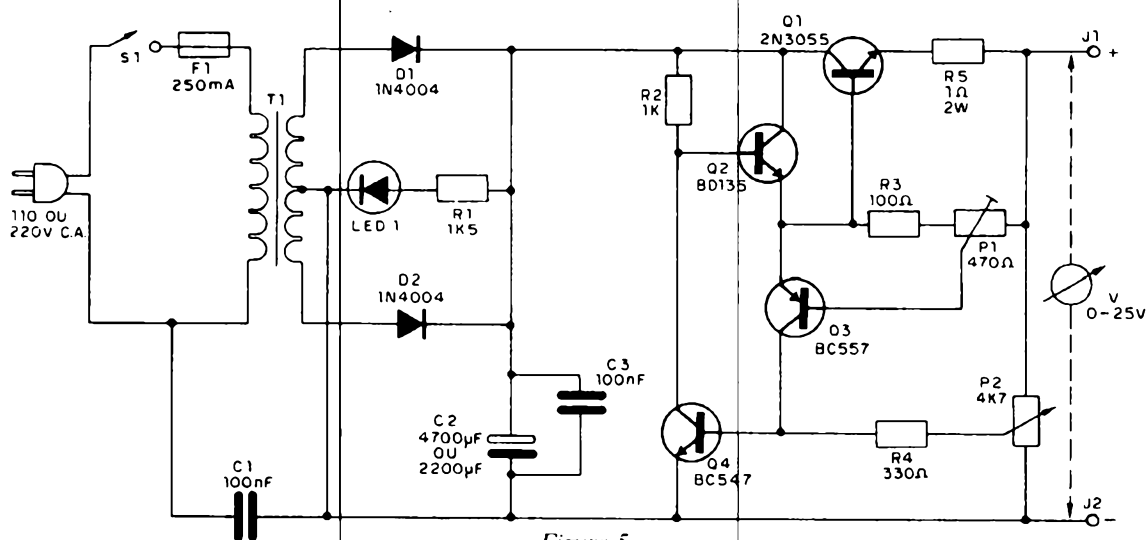 S1
F1
250mA
T1
110 OU
220V C.A.
D1
1N4004
LED 1
R1
1K5
D2
1N4004
C1
100nF
C2
4700µF
OU
2200µF
C3
100nF
R2
1K
Q1
2N3055
Q2
BD135
R5
1Ω
2W
R3
100Ω
P1
470Ω
Q3
BC557
Q4
BC547
R4
330Ω
P2
4K7
J1
+
V
0-25V
J2
-